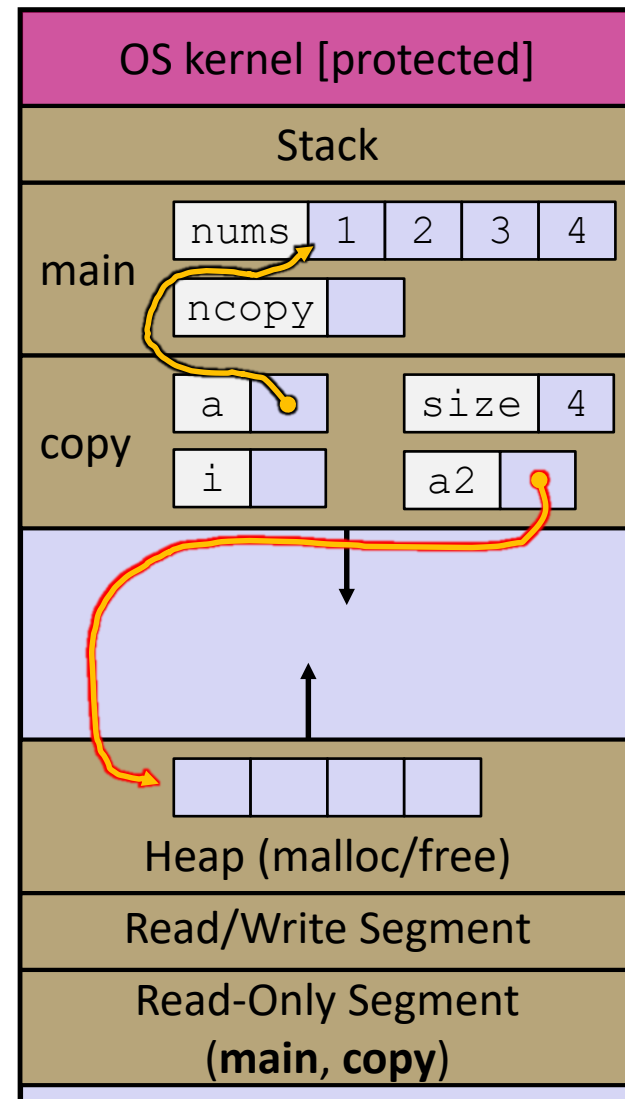 OS kernel [protected]
Stack
main
nums 1 2 3 4
ncopy
copy
a
size 4
i
a2
Heap (malloc/free)
Read/Write Segment
Read-Only Segment
(main, copy)